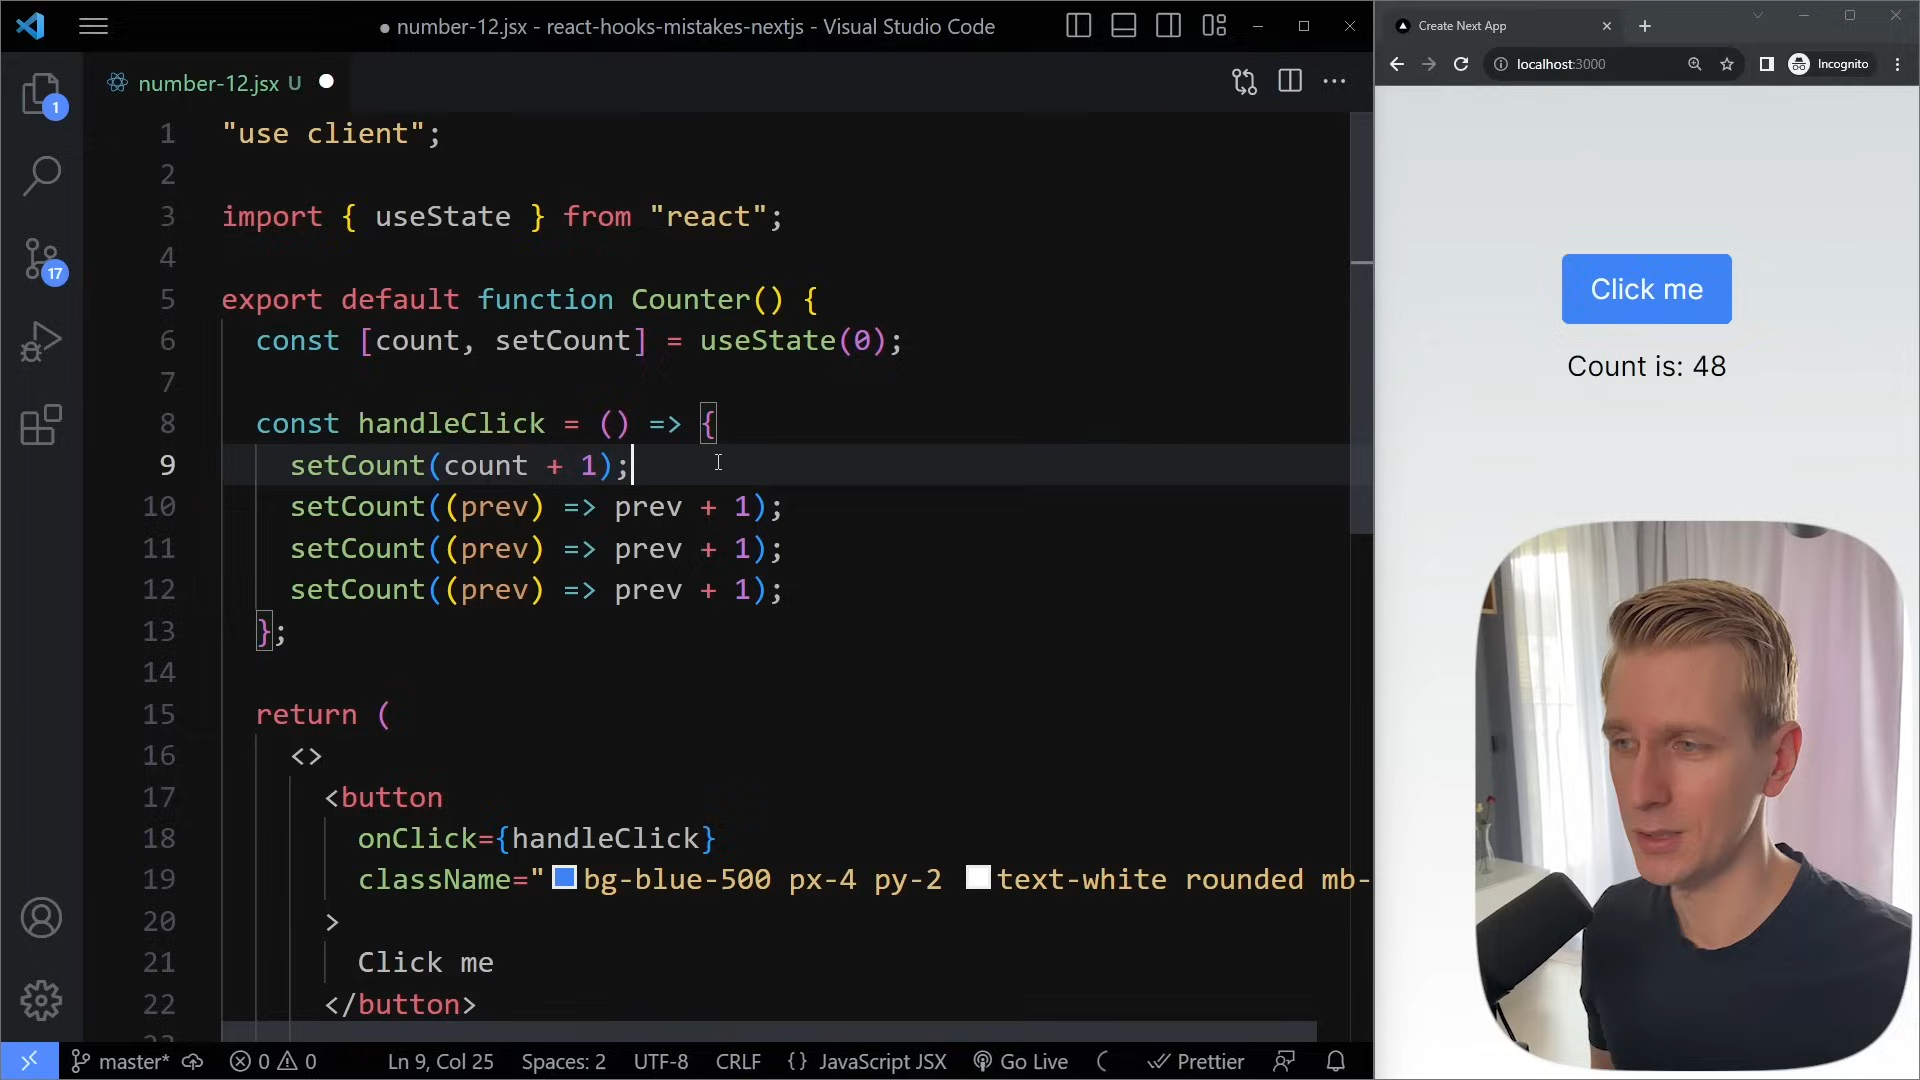 number-12.jsx - react-hooks-mistakes-nextjs - Visual Studio Code
number-12.jsx U
1 "use client";
2
3 import { useState } from "react";
4
5 export default function Counter() {
6 const [count, setCount] = useState(0);
7
8 const handleClick = () => {
9 setCount(count + 1);
10 setCount((prev) => prev + 1);
11 setCount((prev) => prev + 1);
12 setCount((prev) => prev + 1);
13 };
14
15 return (
16 <>
17 <button
18 onClick={handleClick}
19 className="bg-blue-500 px-4 py-2 text-white rounded mb-
20 >
21 Click me
22 </button>
1
17
master* 0 0 Ln 9, Col 25 Spaces: 2 UTF-8 CRLF {} JavaScript JSX Go Live Prettier
Create Next App
localhost:3000 Incognito
Click me
Count is: 48